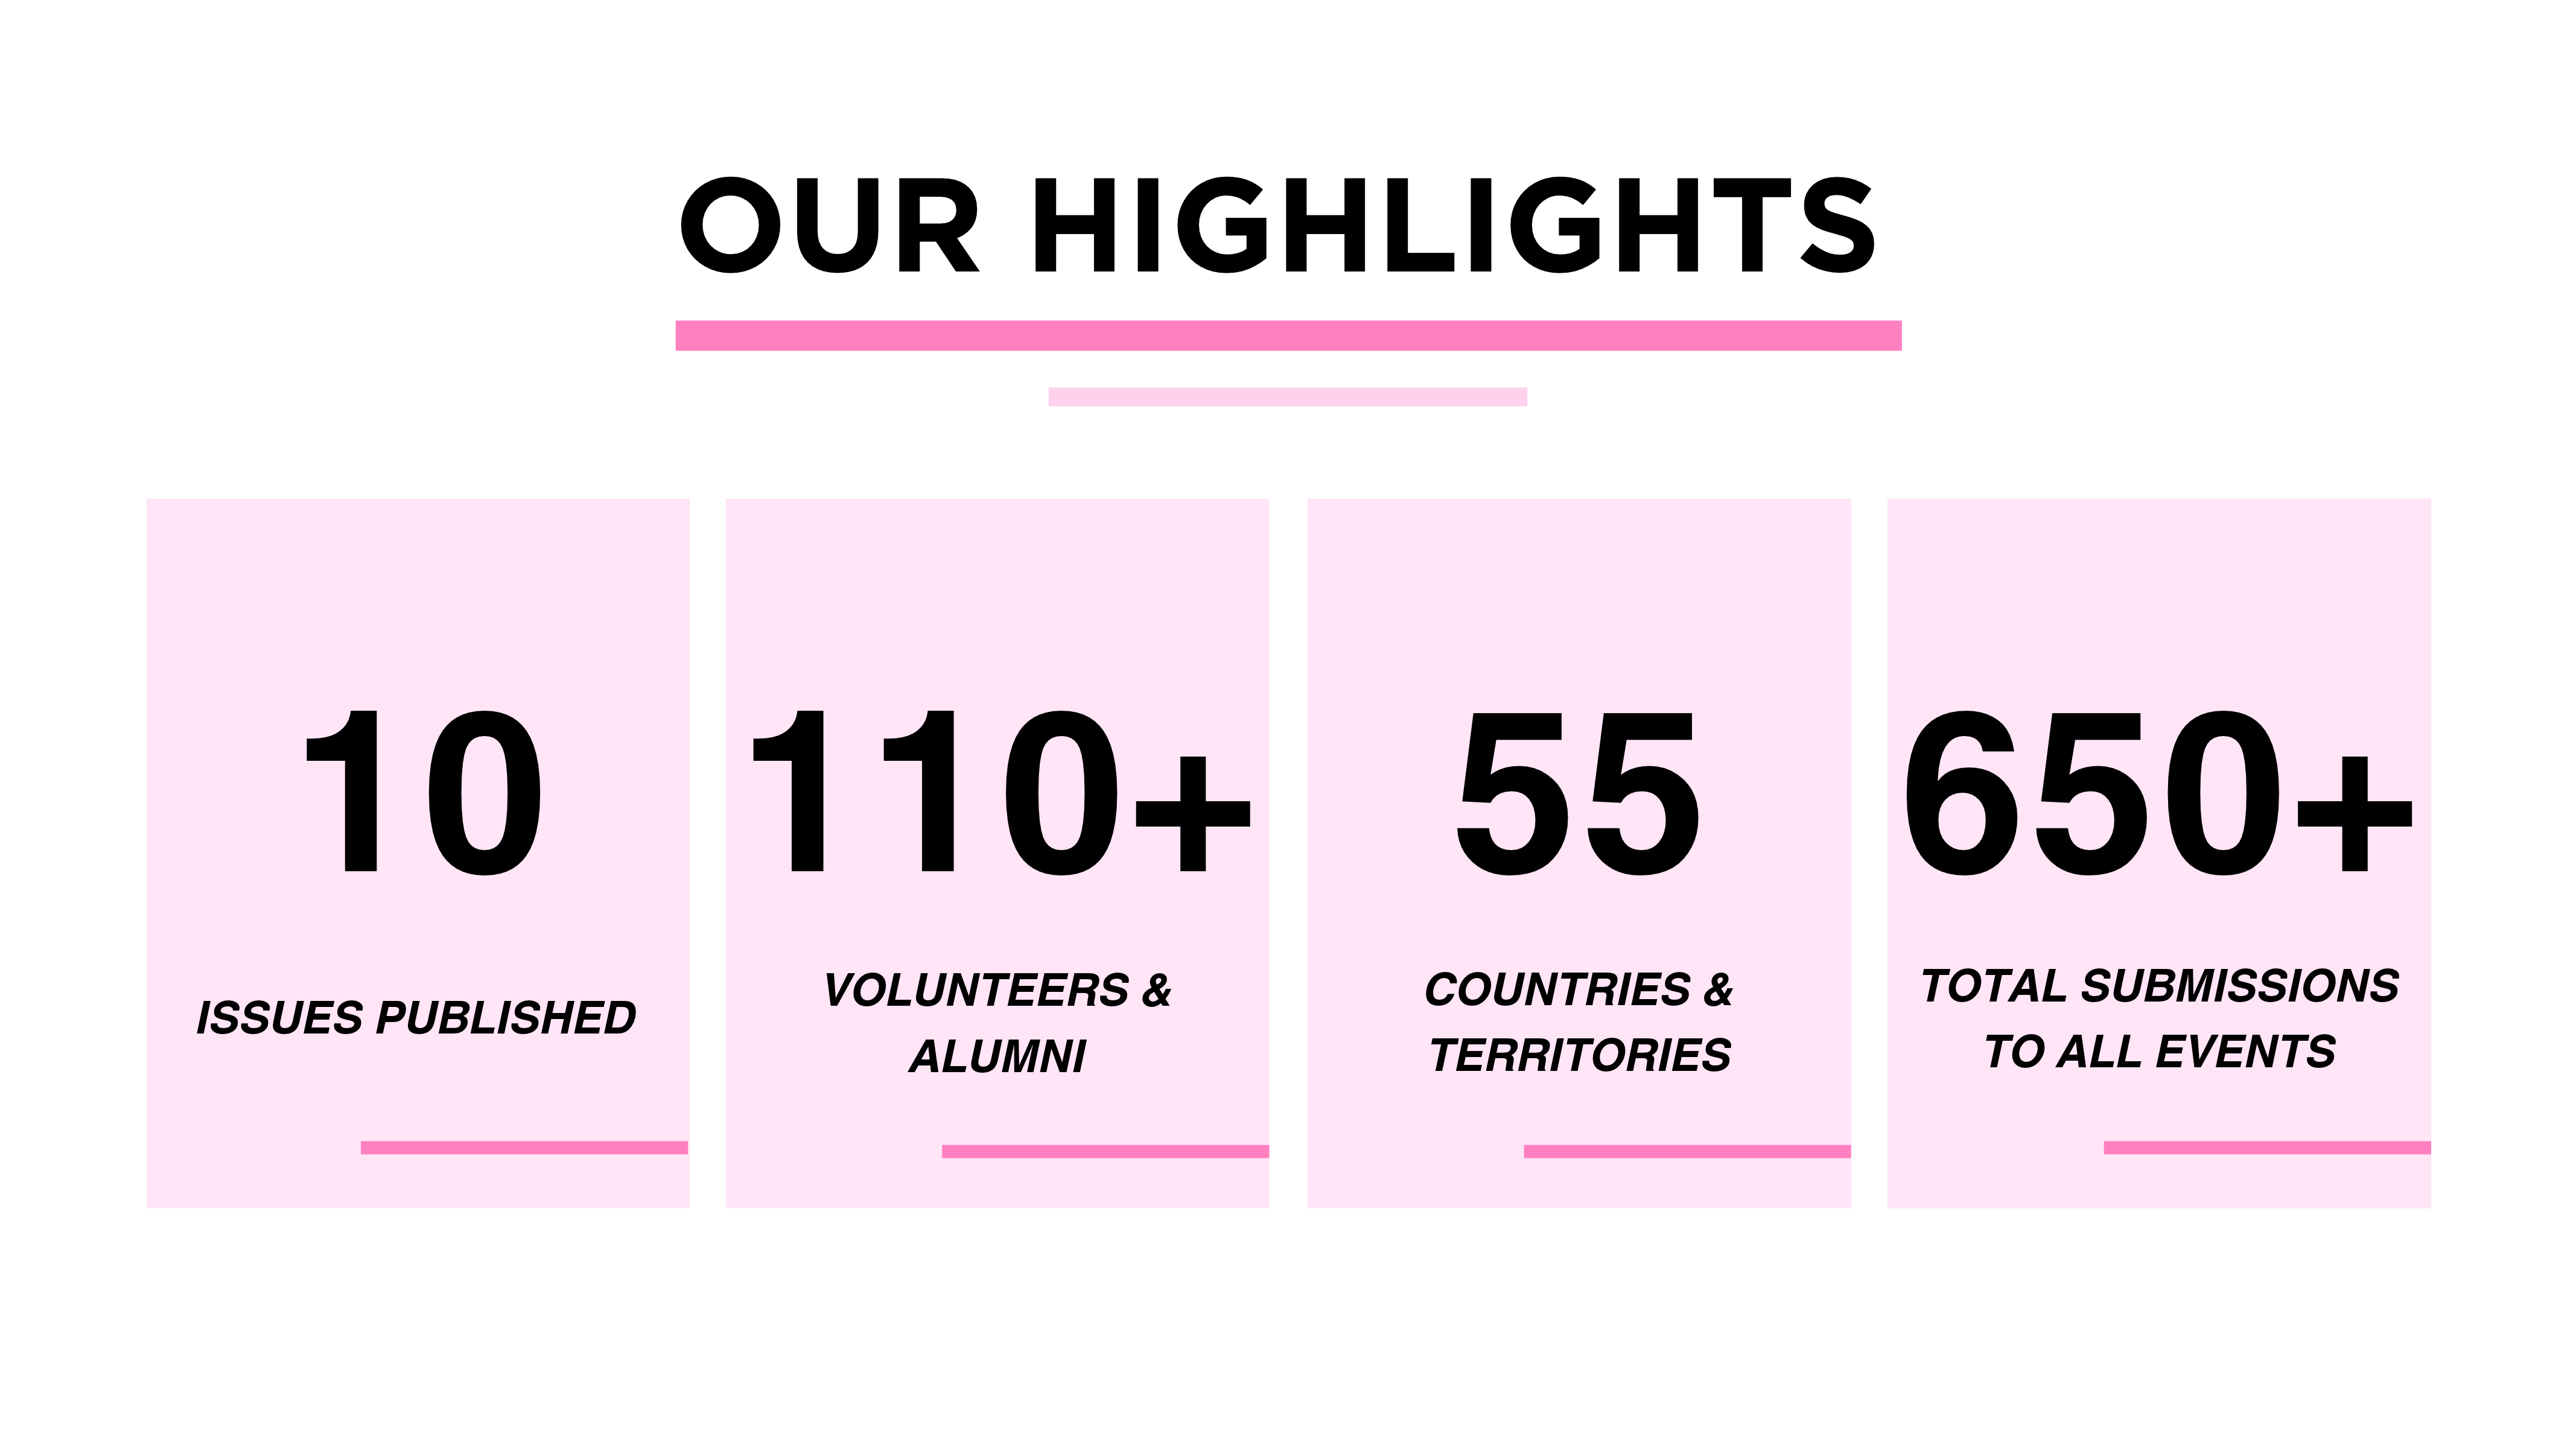 OUR HIGHLIGHTS
10
ISSUES PUBLISHED
110+
VOLUNTEERS &
ALUMNI
55
COUNTRIES &
TERRITORIES
650+
TOTAL SUBMISSIONS
TO ALL EVENTS